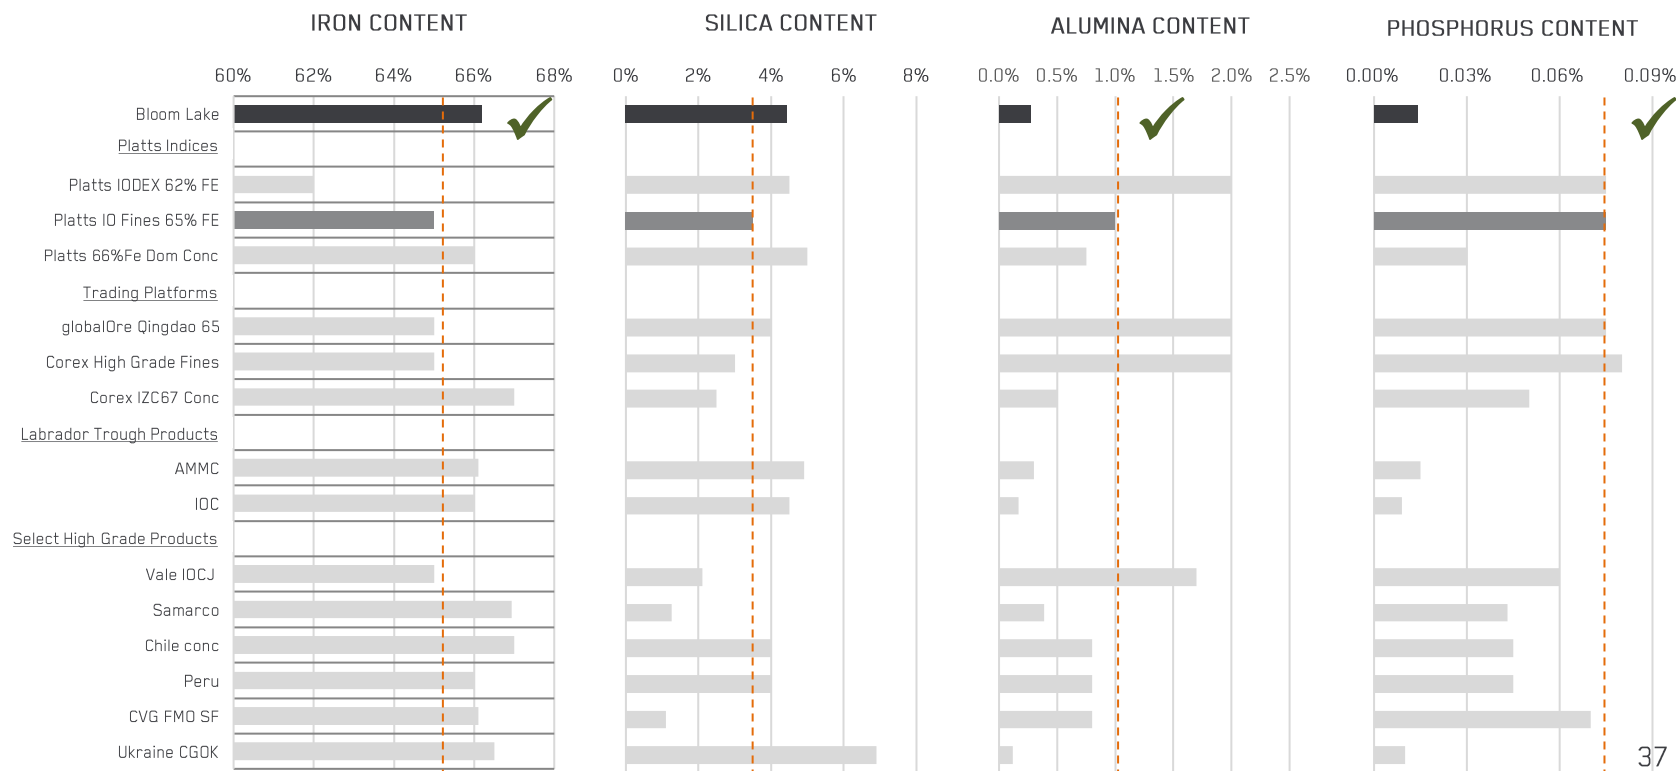 IRON CONTENT
SILICA CONTENT
ALUMINA CONTENT
PHOSPHORUS CONTENT
60% 62% 64% 66% 68%
0% 2% 4% 6% 8%
0.0% 0.5% 1.0% 1.5% 2.0% 2.5%
0.00% 0.03% 0.06% 0.09%
Bloom Lake
Platts Indices
Platts IODEX 62% FE
Platts IO Fines 65% FE
Platts 66%Fe Dom Conc
Trading Platforms
globalOre Qingdao 65
Corex High Grade Fines
Corex IZC67 Conc
Labrador Trough Products
AMMC
IOC
Select High Grade Products
Vale IOCJ
Samarco
Chile conc
Peru
CVG FMO SF
Ukraine CGOK
37